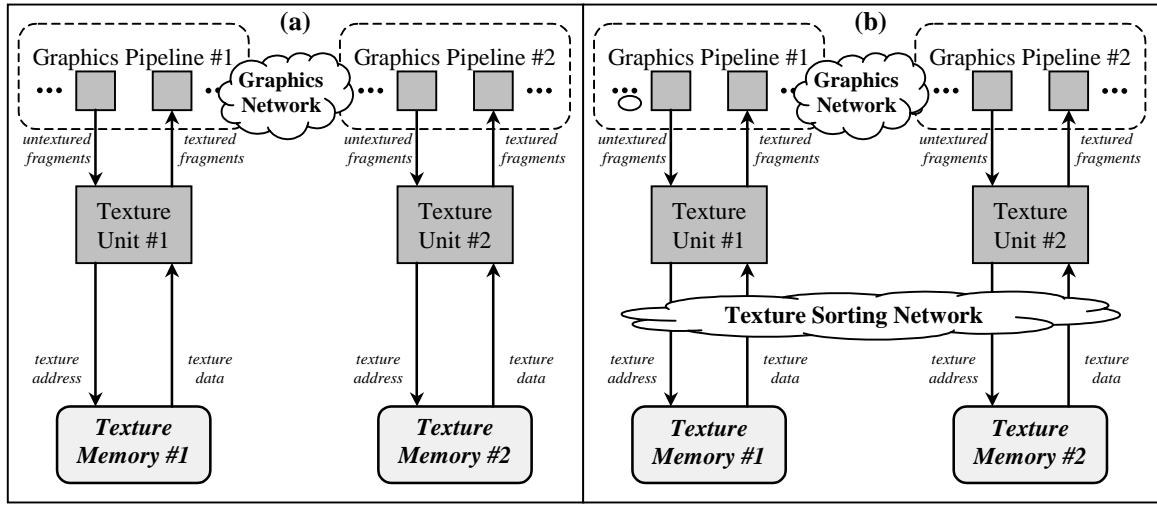 (a)
Graphics Pipeline #1
Graphics
Network
Graphics Pipeline #2
untextured
fragments
textured
fragments
untextured
fragments
textured
fragments
Texture
Unit #1
Texture
Unit #2
texture
address
texture
data
texture
address
texture
data
Texture
Memory #1
Texture
Memory #2
(b)
Graphics Pipeline #1
Graphics
Network
Graphics Pipeline #2
untextured
fragments
textured
fragments
untextured
fragments
textured
fragments
Texture
Unit #1
Texture
Unit #2
Texture Sorting Network
texture
address
texture
data
texture
address
texture
data
Texture
Memory #1
Texture
Memory #2